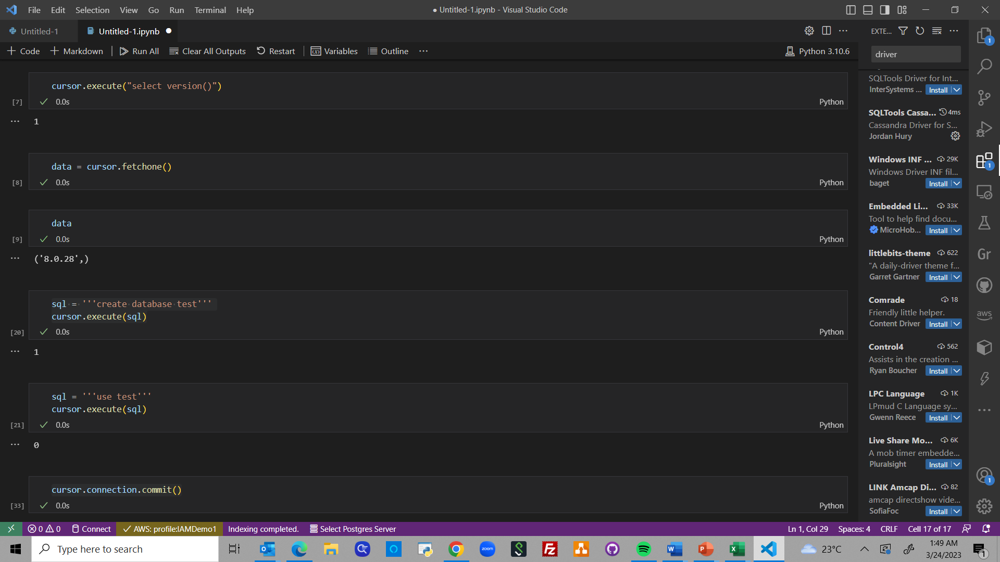 File Edit Selection View Go Run Terminal Help
● Untitled-1.ipynb - Visual Studio Code
Untitled-1
Untitled-1.ipynb
Code
Markdown
Run All
Clear All Outputs
Restart
Variables
Outline
...
Python 3.10.6
cursor.execute("select version()")
[7]
0.0s
Python
1
data = cursor.fetchone()
[8]
0.0s
Python
data
[9]
0.0s
Python
('8.0.28',)
sql = '''create database test'''
cursor.execute(sql)
[20]
0.0s
Python
1
sql = '''use test'''
cursor.execute(sql)
[21]
0.0s
Python
0
cursor.connection.commit()
[33]
0.0s
Python
EXTE...
driver
SQLTools Driver for Int...
InterSystems ...
Install
SQLTools Cassa...
4ms
Cassandra Driver for S...
Jordan Hury
Windows INF ...
29K
Windows Driver INF fil...
baget
Install
Embedded Li...
33K
Tool to help find docu...
MicroHob...
Install
littlebits-theme
622
"A daily-driver theme f...
Garret Gartner
Install
Comrade
18
Friendly little helper.
Content Driver
Install
Control4
562
Assists in the creation ...
Ryan Boucher
Install
LPC Language
1K
LPmud C Language sy...
Gwenn Reece
Install
Live Share Mo...
6K
A mob timer embedde...
Pluralsight
Install
LINK Amcap Di...
82
amcap directshow vide...
SofiaFoc
Install
1
1
Gr
aws
1
0 0
Connect
AWS: profile:IAMDemo1
Indexing completed.
Select Postgres Server
Ln 1, Col 29
Spaces: 4
CRLF
Cell 17 of 17
Type here to search
zoom
23°C
1:49 AM
3/24/2023
1